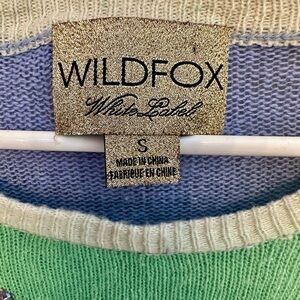 WILDFOX
White Label
S
MADE IN CHINA
FABRIQUE EN CHINE